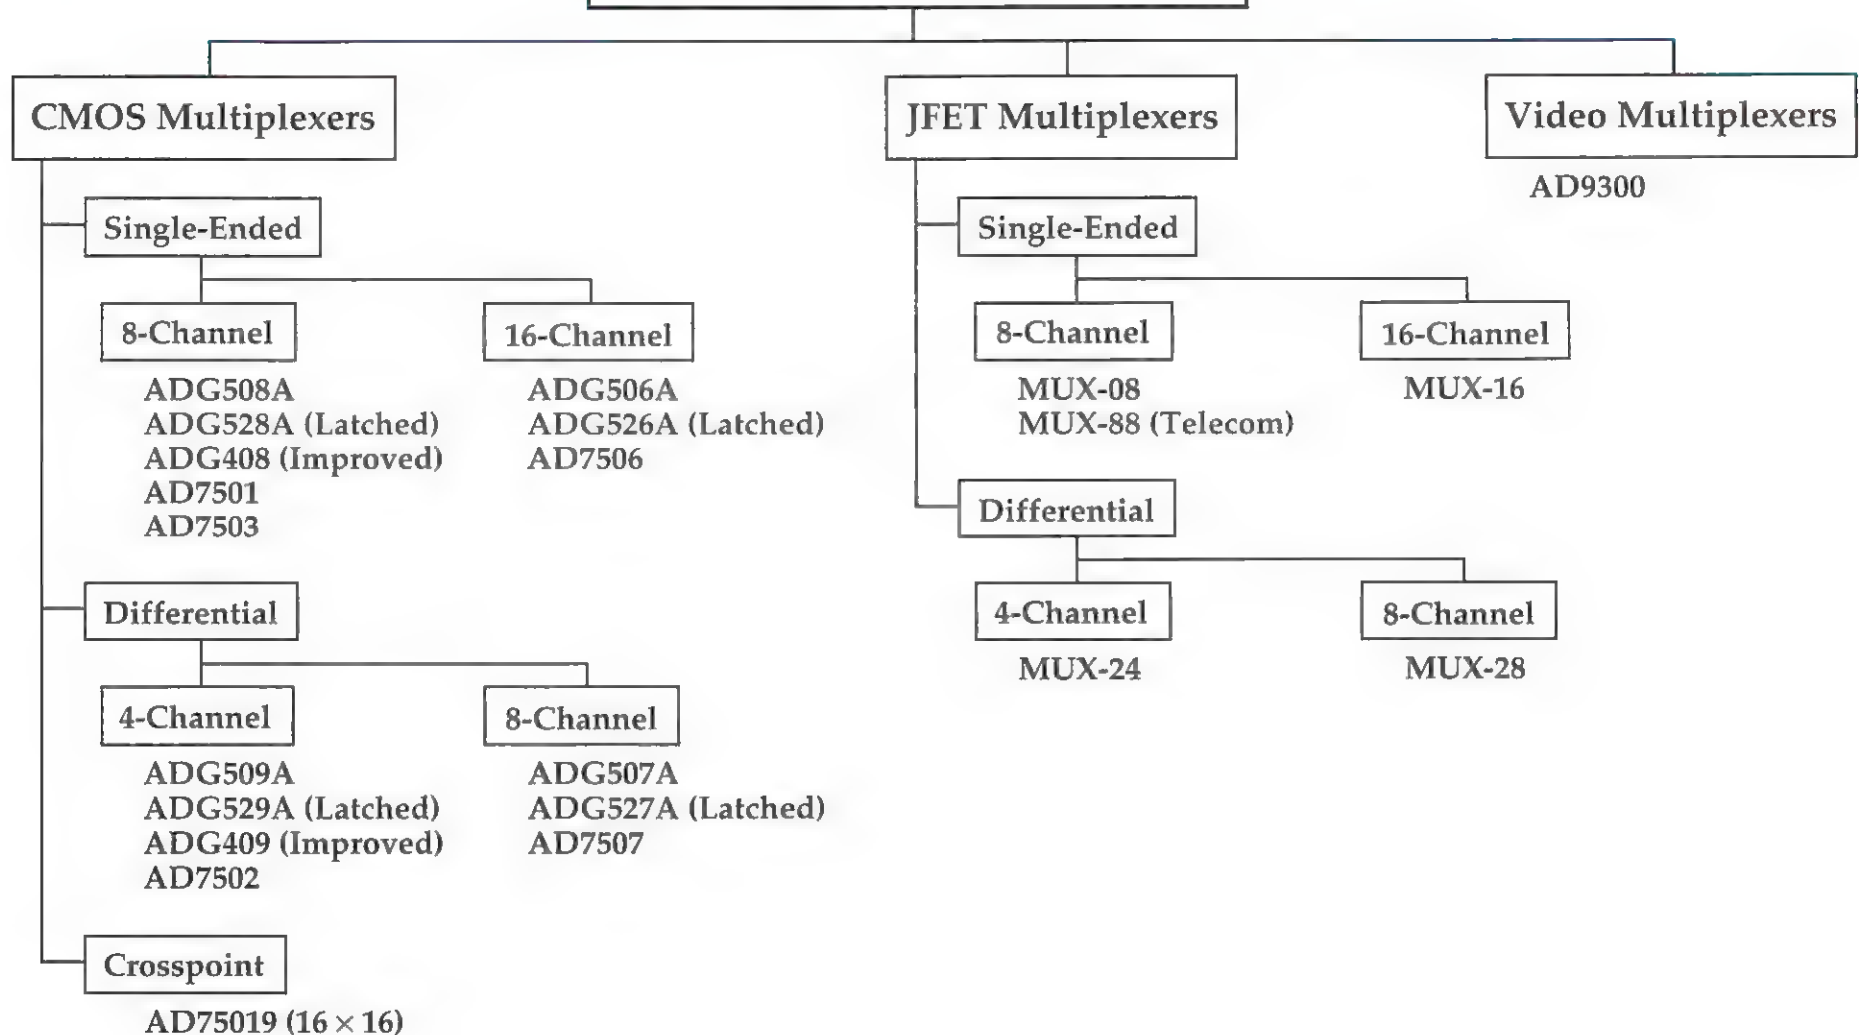 CMOS Multiplexers
Single-Ended
8-Channel
ADG508A
ADG528A (Latched)
ADG408 (Improved)
AD7501
AD7503
16-Channel
ADG506A
ADG526A (Latched)
AD7506
Differential
4-Channel
ADG509A
ADG529A (Latched)
ADG409 (Improved)
AD7502
8-Channel
ADG507A
ADG527A (Latched)
AD7507
Crosspoint
AD75019 (16 × 16)
JFET Multiplexers
Single-Ended
8-Channel
MUX-08
MUX-88 (Telecom)
16-Channel
MUX-16
Differential
4-Channel
MUX-24
8-Channel
MUX-28
Video Multiplexers
AD9300